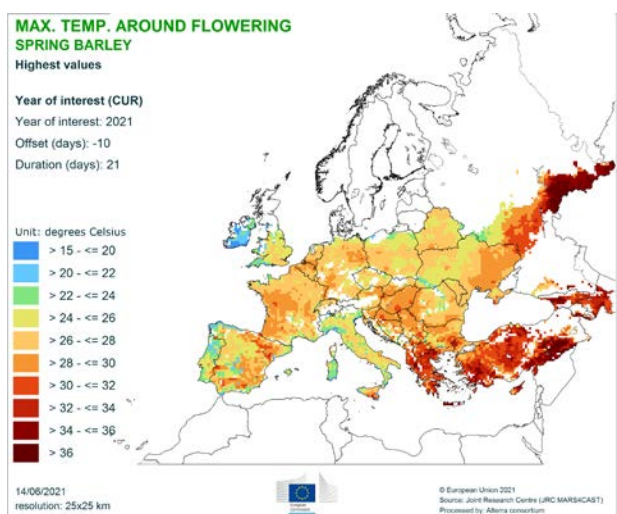 MAX. TEMP. AROUND FLOWERING
SPRING BARLEY
Highest values
Year of interest (CUR)
Year of interest: 2021
Offset (days): -10
Duration (days): 21
Unit: degrees Celsius
> 15 - <= 20
> 20 - <= 22
> 22 - <= 24
> 24 - <= 26
> 26 - <= 28
> 28 - <= 30
> 30 - <= 32
> 32 - <= 34
> 34 - <= 36
> 36
14/06/2021
resolution: 25x25 km
© European Union 2021
Source: Joint Research Centre (JRC MARS4CAST)
Processed by: Alterra consortium